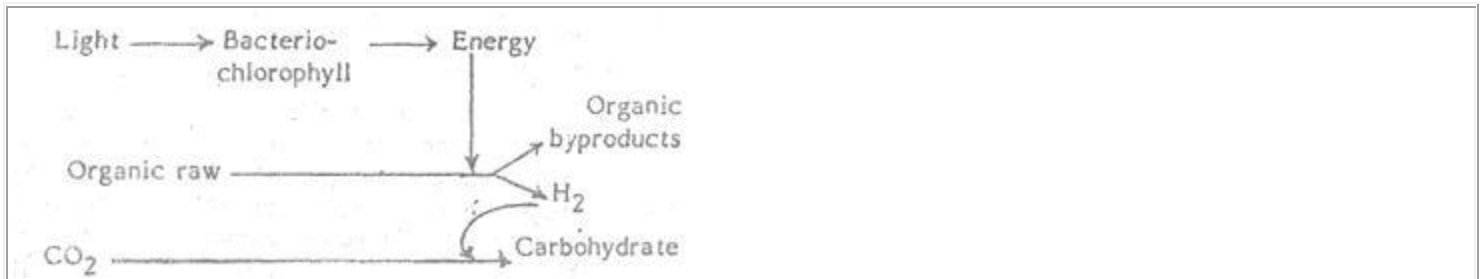 Light Bacterio- Energy
chlorophyll
Organic
byproducts
Organic raw
H2
Carbohydrate
CO2